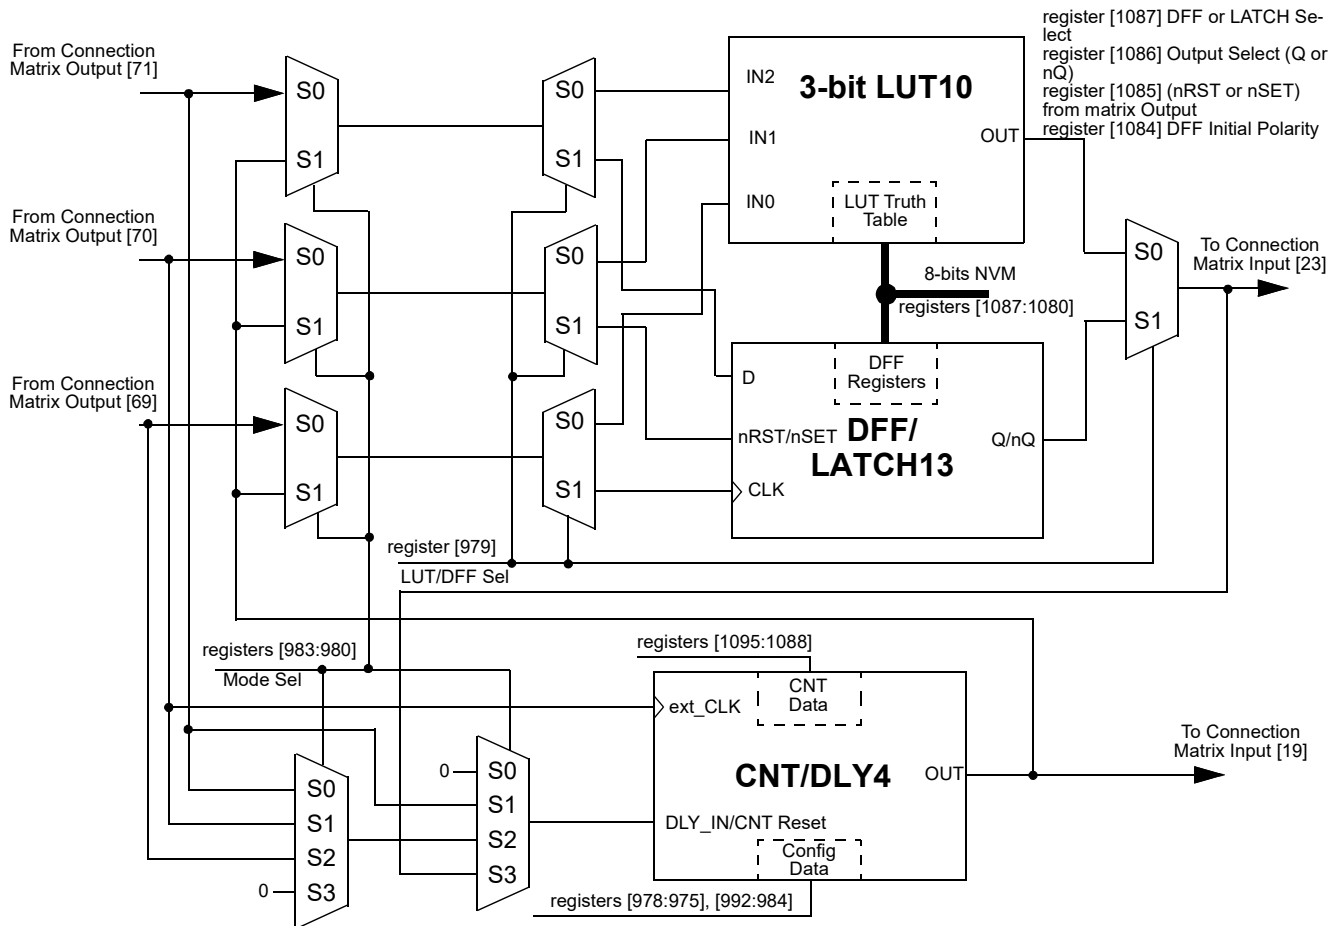 register [1087] DFF or LATCH Se-
lect
register [1086] Output Select (Q or
nQ)
register [1085] (nRST or nSET)
from matrix Output
register [1084] DFF Initial Polarity
From Connection
Matrix Output [71]
S0
S1
S0
S1
IN2
IN1
IN0
3-bit LUT10
OUT
LUT Truth
Table
From Connection
Matrix Output [70]
S0
S1
S0
S1
8-bits NVM
registers [1087:1080]
S0
S1
To Connection
Matrix Input [23]
From Connection
Matrix Output [69]
S0
S1
S0
S1
D
nRST/nSET
CLK
DFF
Registers
DFF/
LATCH13
Q/nQ
register [979]
LUT/DFF Sel
registers [983:980]
Mode Sel
registers [1095:1088]
CNT
Data
ext_CLK
CNT/DLY4
OUT
To Connection
Matrix Input [19]
DLY_IN/CNT Reset
Config
Data
0
S0
S1
S2
S3
S0
S1
S2
S3
0
registers [978:975], [992:984]